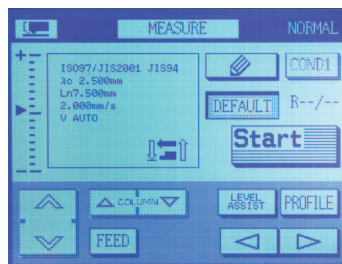 MEASURE NORMAL
+
ISO97/JIS2001 JIS94
λc 2.500mm
Ln7.500mm
2.000mm/s
V AUTO
COND1
DEFAULT R--/--
Start
-
COLUMN
LEVEL ASSIST
PROFILE
FEED